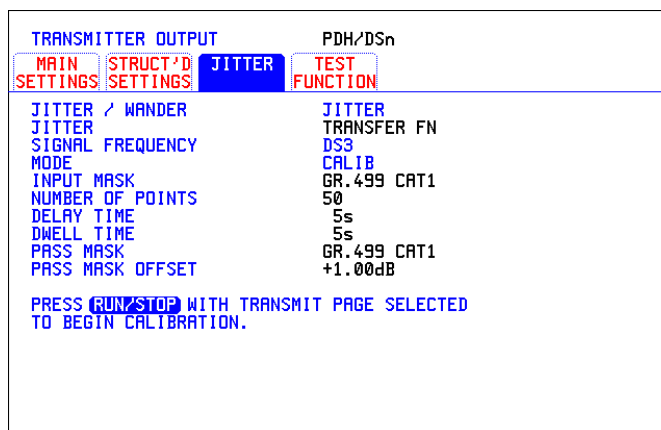 TRANSMITTER OUTPUT PDH/DSn
MAIN SETTINGS STRUCT'D SETTINGS JITTER TEST FUNCTION
JITTER / WANDER JITTER
JITTER TRANSFER FN
SIGNAL FREQUENCY DS3
MODE CALIB
INPUT MASK GR.499 CAT1
NUMBER OF POINTS 50
DELAY TIME 5s
DWELL TIME 5s
PASS MASK GR.499 CAT1
PASS MASK OFFSET +1.00dB
PRESS RUN/STOP WITH TRANSMIT PAGE SELECTED
TO BEGIN CALIBRATION.